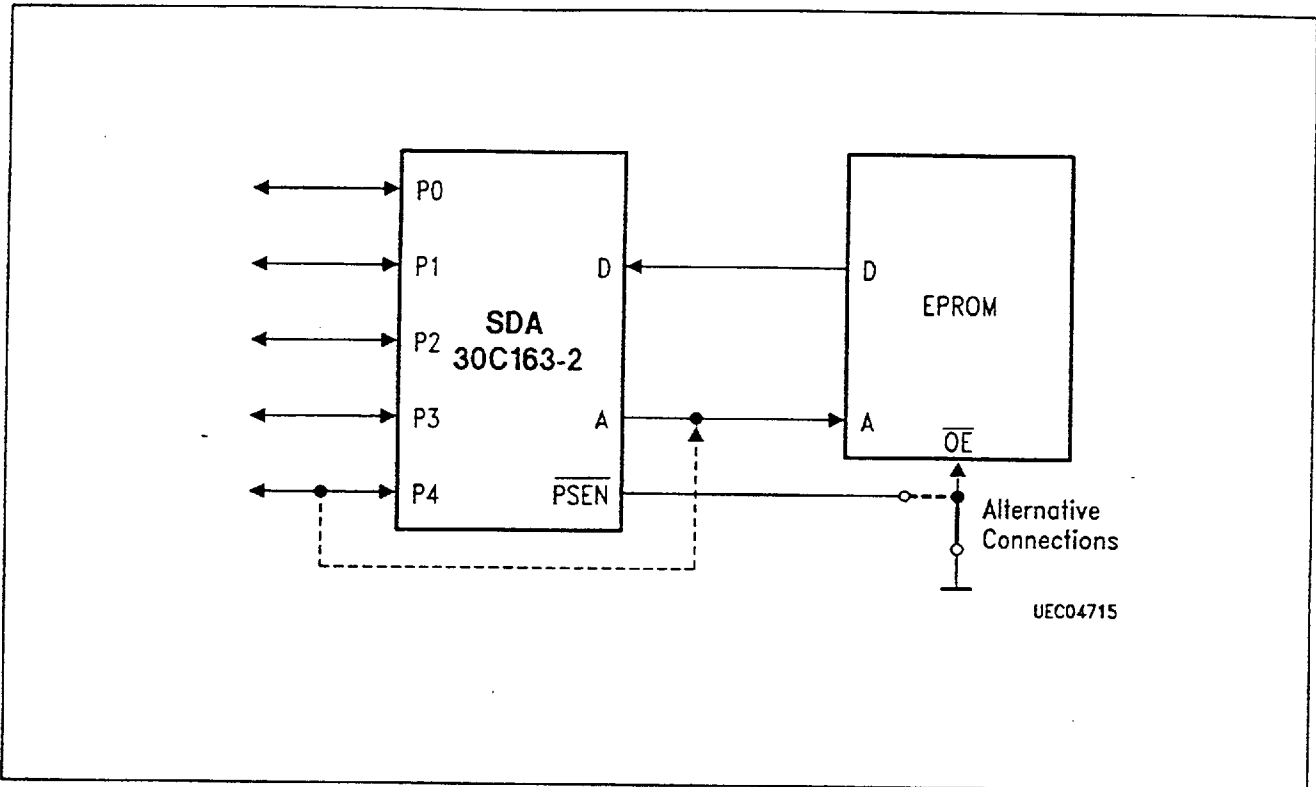 P0
P1
P2
P3
P4
SDA
30C163-2
D
A
PSEN
D
EPROM
A
OE
Alternative
Connections
UEC04715